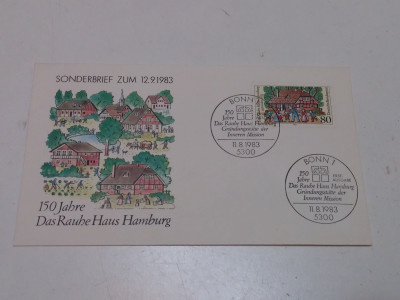 SONDERBRIEF ZUM 12.9.1983
150 Jahre
Das Rauhe Haus Hamburg
80
BONN 1
150
Jahre
Das Rauhe Haus Hamburg
Gründungsstätte der
Inneren Mission
11.8.1983
5300
BONN 1
150
Jahre
Das Rauhe Haus Hamburg
Gründungsstätte der
Inneren Mission
11.8.1983
5300